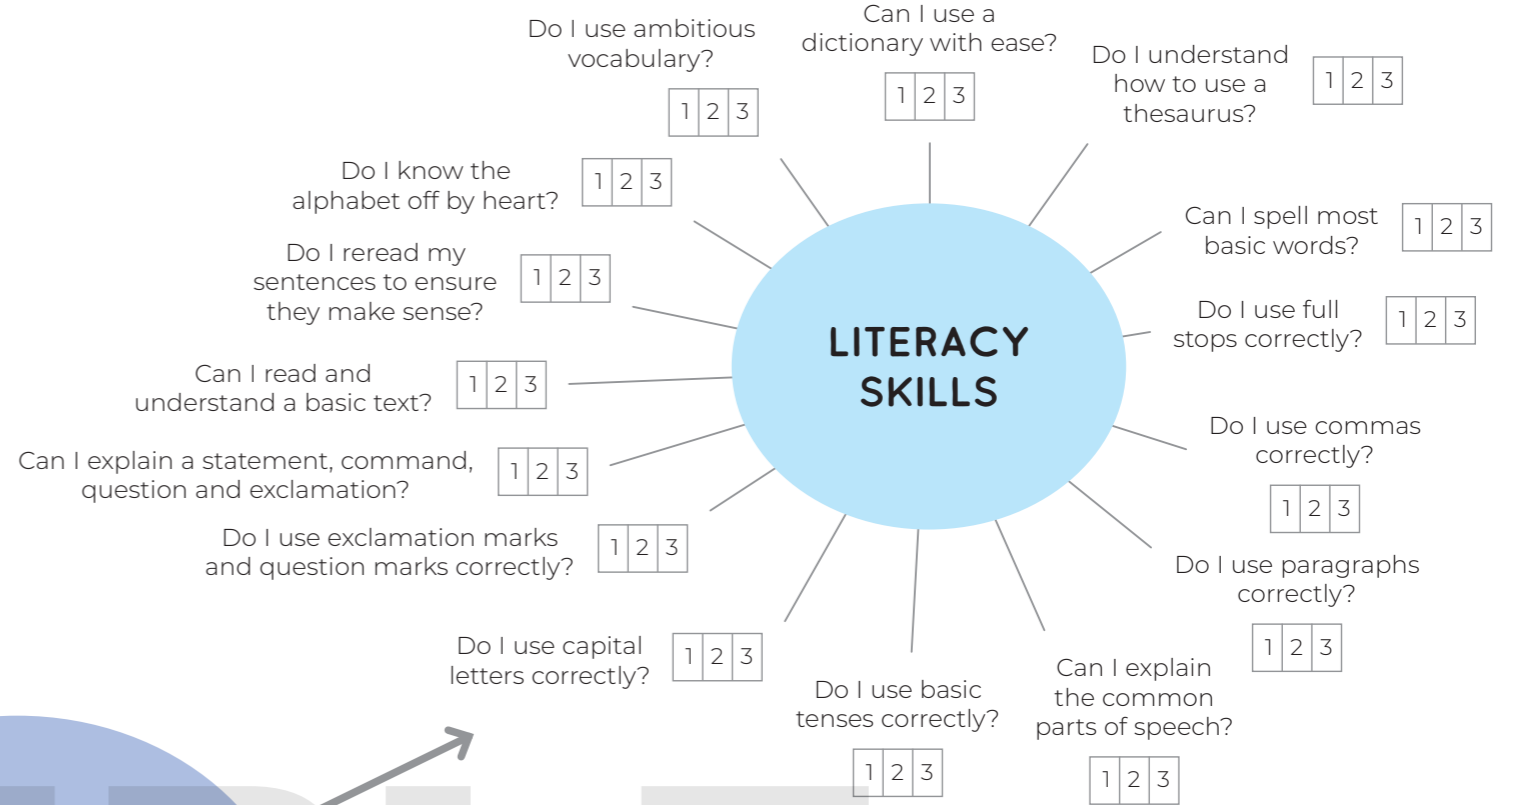 Do I use ambitious
vocabulary?
1 2 3
Can I use a
dictionary with ease?
1 2 3
Do I understand
how to use a
thesaurus?
1 2 3
Do I know the
alphabet off by heart?
1 2 3
Can I spell most
basic words?
1 2 3
Do I reread my
sentences to ensure
they make sense?
1 2 3
Do I use full
stops correctly?
1 2 3
LITERACY
SKILLS
Can I read and
understand a basic text?
1 2 3
Do I use commas
correctly?
1 2 3
Can I explain a statement, command,
question and exclamation?
1 2 3
Do I use exclamation marks
and question marks correctly?
1 2 3
Do I use paragraphs
correctly?
1 2 3
Do I use capital
letters correctly?
1 2 3
Do I use basic
tenses correctly?
1 2 3
Can I explain
the common
parts of speech?
1 2 3